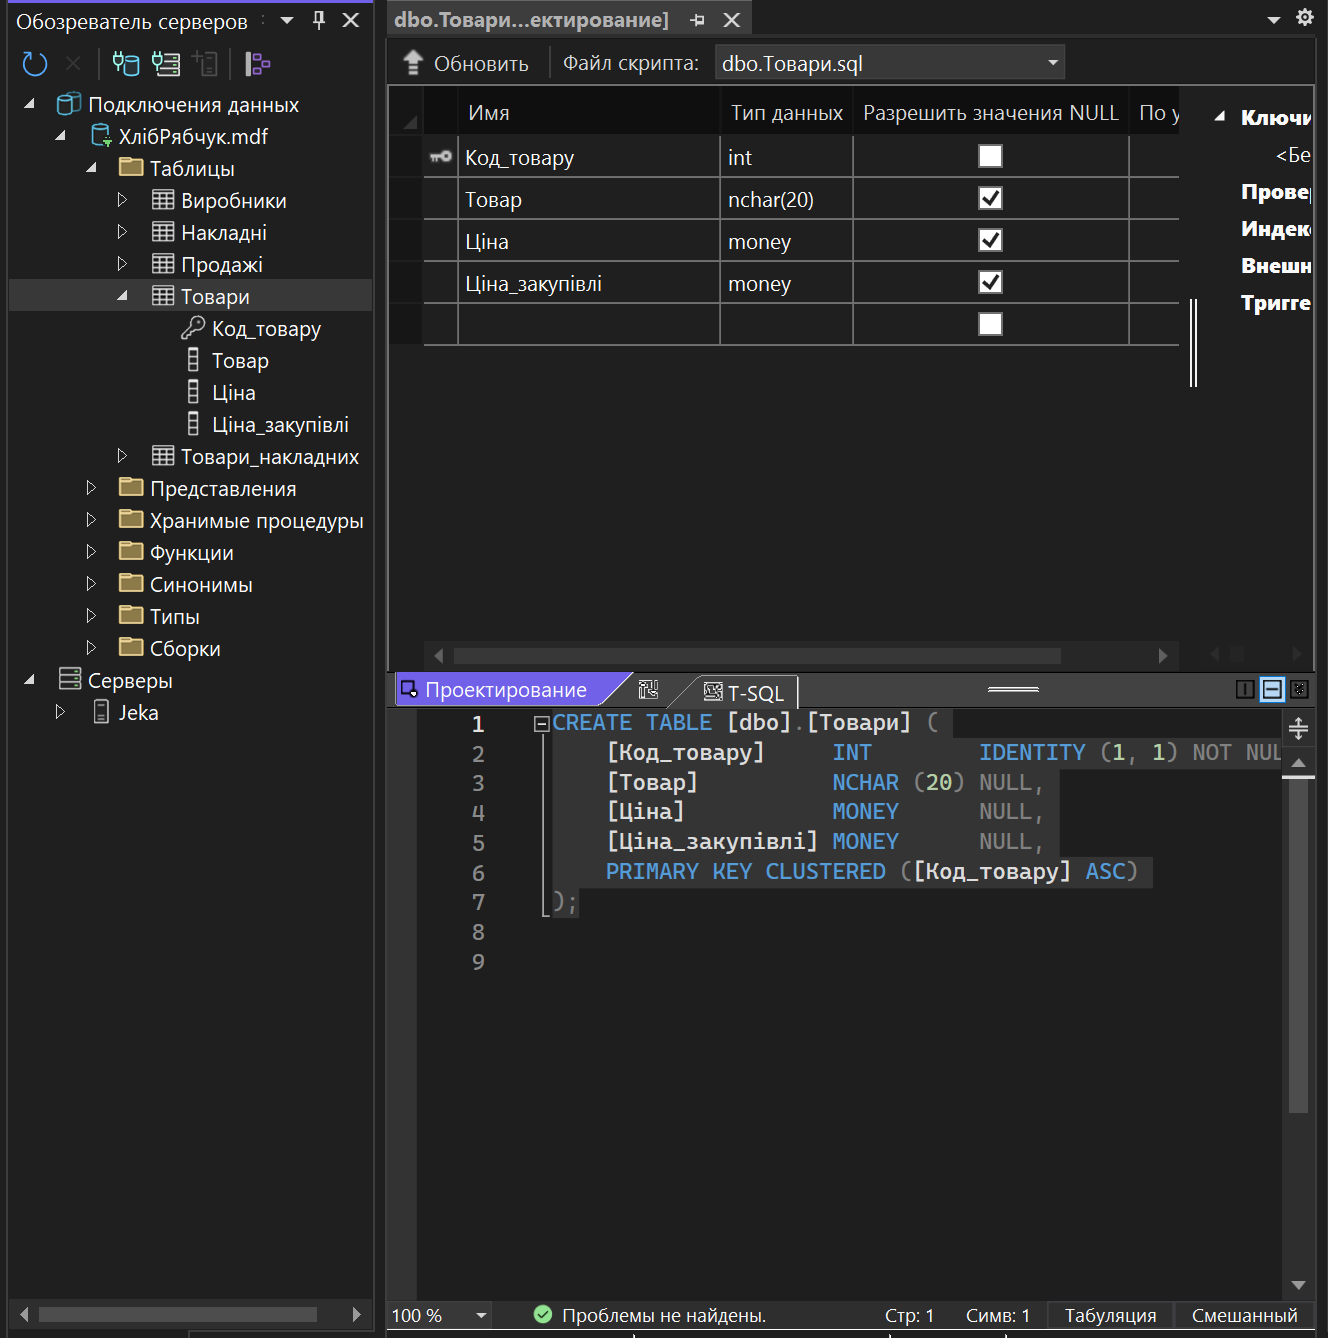 Обозреватель серверов
Подключения данных
ХлібРябчук.mdf
Таблицы
Виробники
Накладні
Продажі
Товари
Код_товару
Товар
Ціна
Ціна_закупівлі
Товари_накладних
Представления
Хранимые процедуры
Функции
Синонимы
Типы
Сборки
Серверы
Jeka
dbo.Товари...ектирование]
Обновить Файл скрипта: dbo.Товари.sql
Имя Тип данных Разрешить значения NULL По у
Код_товару int
Товар nchar(20)
Ціна money
Ціна_закупівлі money
Ключи
<Бе
Прове
Индек
Внешн
Тригге
Проектирование T-SQL
1 CREATE TABLE [dbo].[Товари] (
2 [Код_товару] INT IDENTITY (1, 1) NOT NUL
3 [Товар] NCHAR (20) NULL,
4 [Ціна] MONEY NULL,
5 [Ціна_закупівлі] MONEY NULL,
6 PRIMARY KEY CLUSTERED ([Код_товару] ASC)
7 );
8
9
100 % Проблемы не найдены. Стр: 1 Симв: 1 Табуляция Смешанный